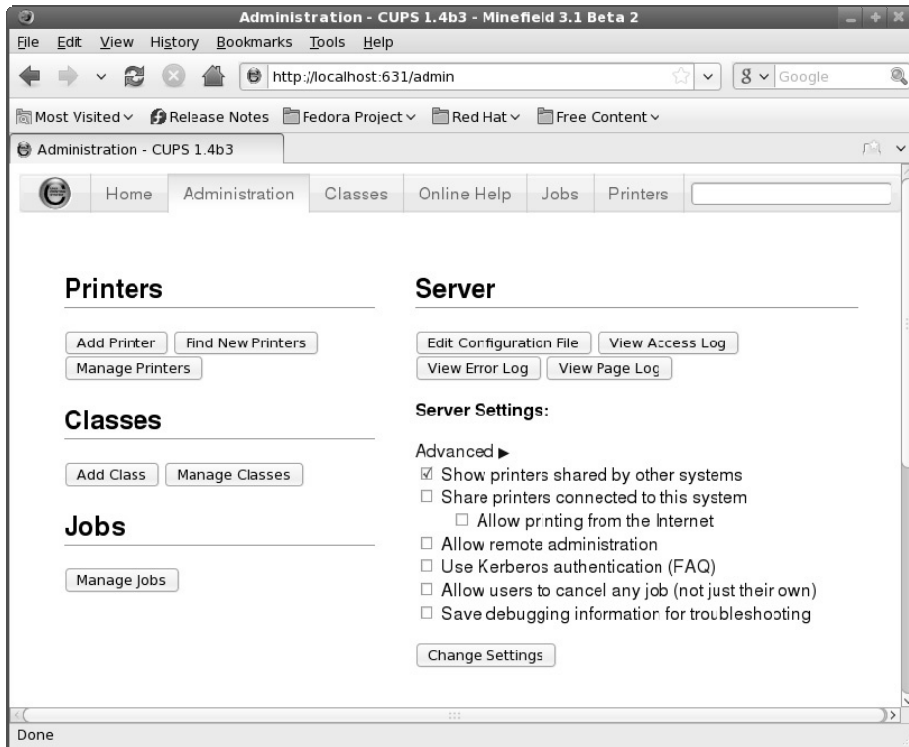 Administration - CUPS 1.4b3 - Minefield 3.1 Beta 2
File Edit View History Bookmarks Tools Help
http://localhost:631/admin
Google
Most Visited Release Notes Fedora Project Red Hat Free Content
Administration - CUPS 1.4b3
Home Administration Classes Online Help Jobs Printers
Printers
Add Printer Find New Printers
Manage Printers
Classes
Add Class Manage Classes
Jobs
Manage Jobs
Server
Edit Configuration File View Access Log
View Error Log View Page Log
Server Settings:
Advanced ▶
Show printers shared by other systems
Share printers connected to this system
Allow printing from the Internet
Allow remote administration
Use Kerberos authentication (FAQ)
Allow users to cancel any job (not just their own)
Save debugging information for troubleshooting
Change Settings
Done